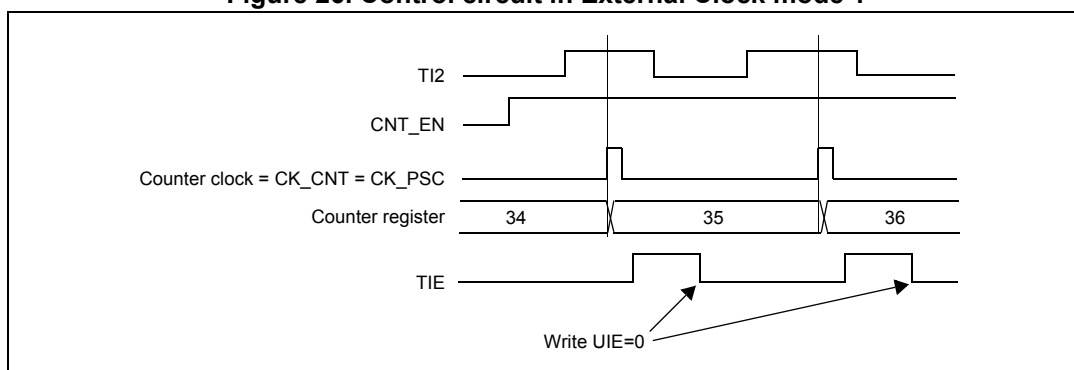 Figure 26. Control circuit in External Clock mode 1
TI2
CNT_EN
Counter clock = CK_CNT = CK_PSC
Counter register
34
35
36
TIE
Write UIE=0